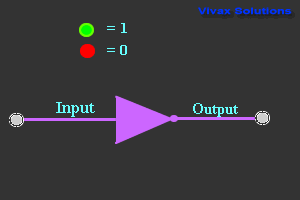 Vivax Solutions
= 1
= 0
Input
Output